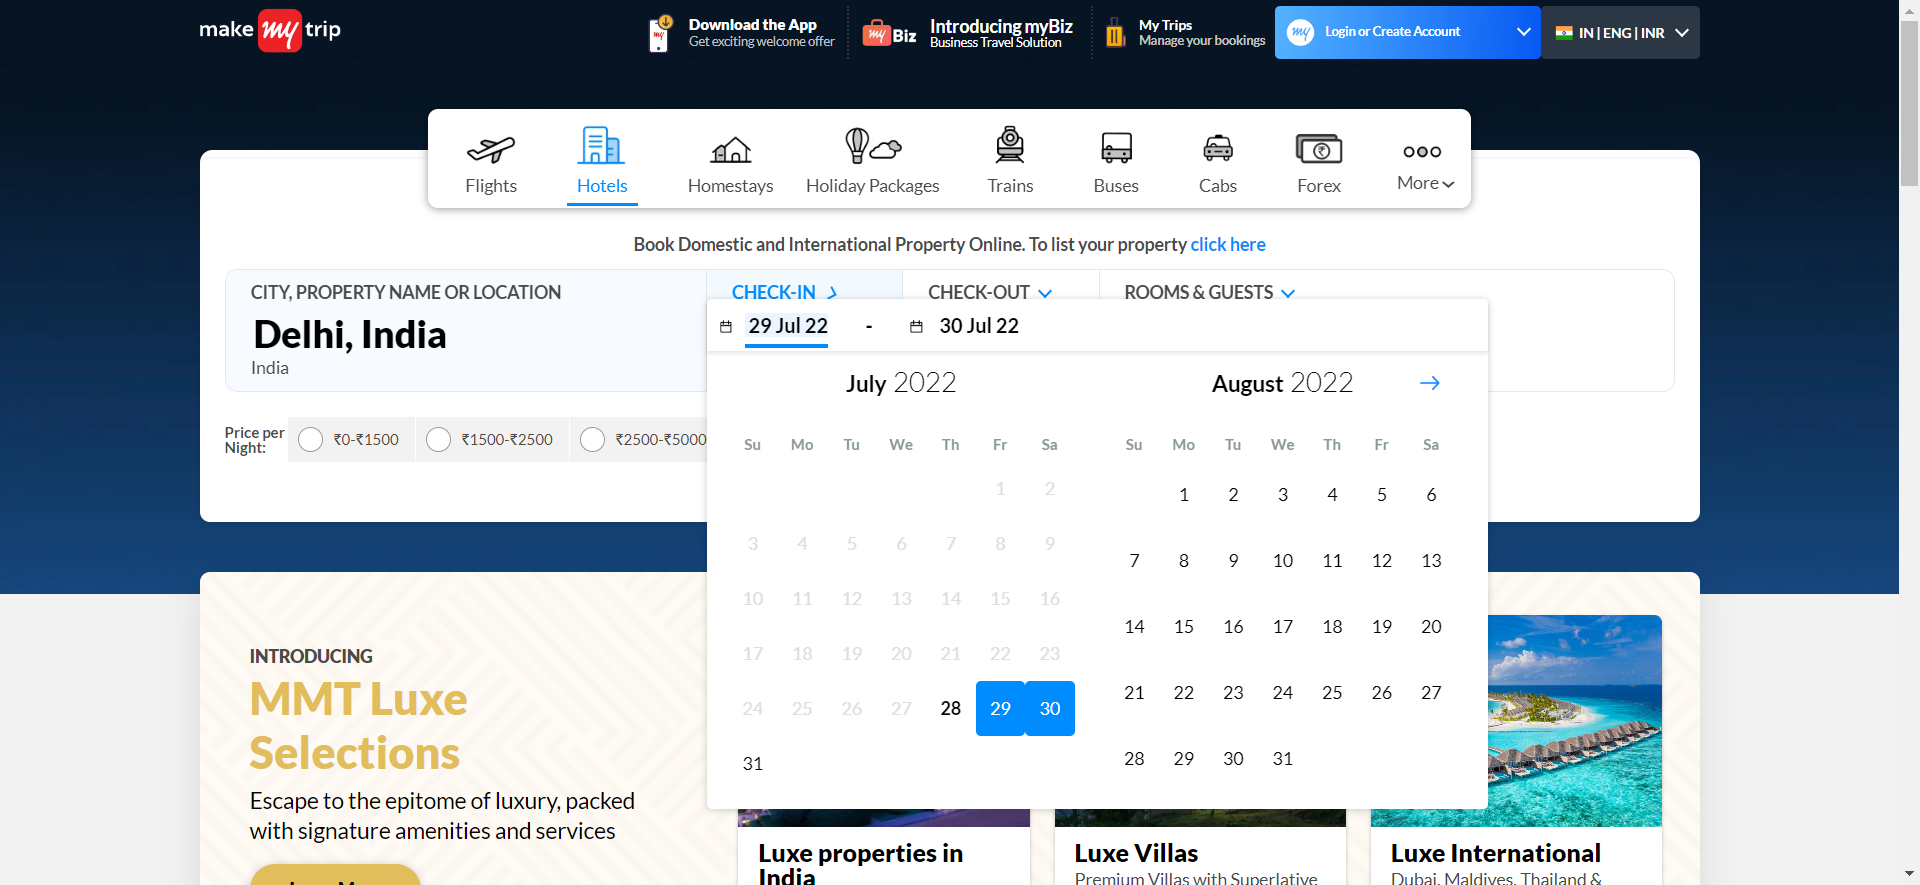 make my trip
Download the App
Get exciting welcome offer
my Biz
Introducing myBiz
Business Travel Solution
My Trips
Manage your bookings
my
Login or Create Account
IN | ENG | INR
Flights
Hotels
Homestays
Holiday Packages
Trains
Buses
Cabs
Forex
More
Book Domestic and International Property Online. To list your property click here
CITY, PROPERTY NAME OR LOCATION
Delhi, India
India
CHECK-IN
CHECK-OUT
ROOMS & GUESTS
29 Jul 22 - 30 Jul 22
Price per
Night:
₹0-₹1500
₹1500-₹2500
₹2500-₹5000
July 2022
Su Mo Tu We Th Fr Sa
1 2
3 4 5 6 7 8 9
10 11 12 13 14 15 16
17 18 19 20 21 22 23
24 25 26 27 28 29 30
31
August 2022
Su Mo Tu We Th Fr Sa
1 2 3 4 5 6
7 8 9 10 11 12 13
14 15 16 17 18 19 20
21 22 23 24 25 26 27
28 29 30 31
INTRODUCING
MMT Luxe
Selections
Escape to the epitome of luxury, packed
with signature amenities and services
Luxe properties in
India
Luxe Villas
Premium Villas with Superlative
Luxe International
Dubai, Maldives, Thailand &